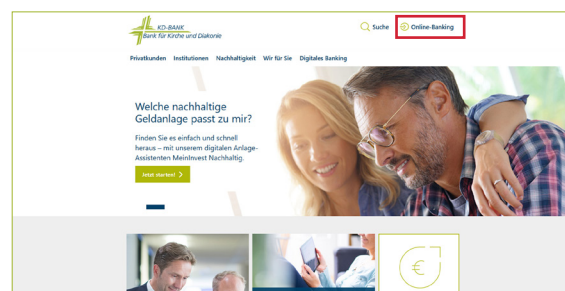 KD-BANK
Bank für Kirche und Diakonie
Suche
Online-Banking
Privatkunden Institutionen Nachhaltigkeit Wir für Sie Digitales Banking
Welche nachhaltige
Geldanlage passt zu mir?
Finden Sie es einfach und schnell
heraus – mit unserem digitalen Anlage-
Assistenten MeinInvest Nachhaltig.
Jetzt starten!
€